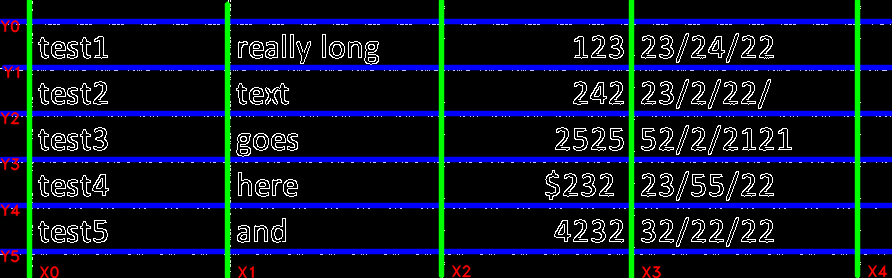 Y0
test1 really long 123 23/24/22
Y1
test2 text 242 23/2/22/
Y2
test3 goes 2525 52/2/2121
Y3
test4 here $232 23/55/22
Y4
test5 and 4232 32/22/22
Y5
X0 X1 X2 X3 X4